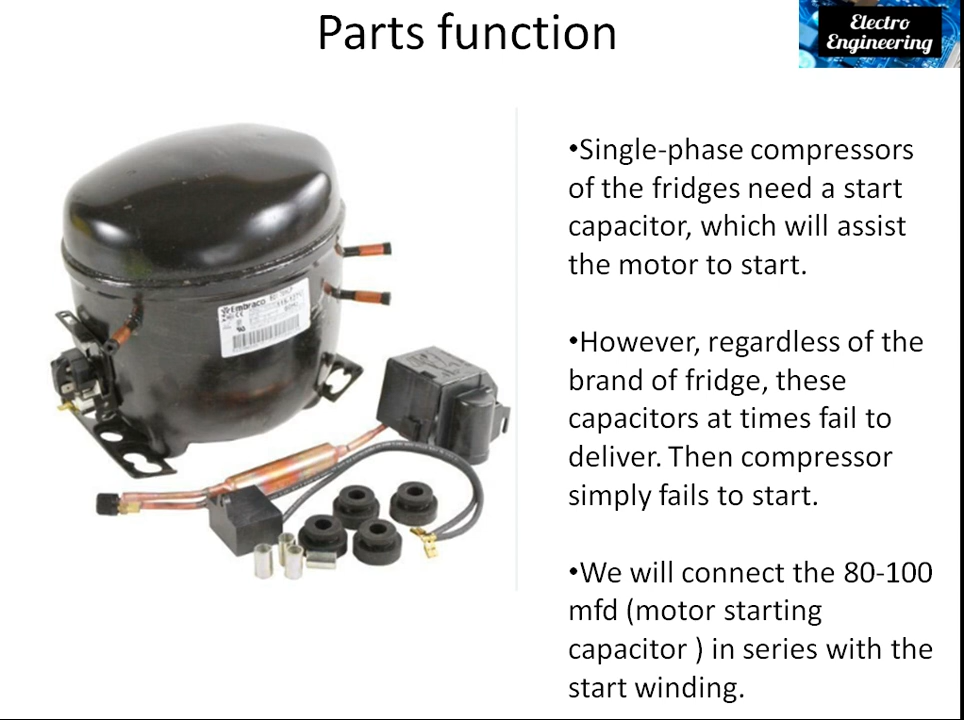 Parts function
Electro
Engineering
•Single-phase compressors
of the fridges need a start
capacitor, which will assist
the motor to start.
•However, regardless of the
brand of fridge, these
capacitors at times fail to
deliver. Then compressor
simply fails to start.
•We will connect the 80-100
mfd (motor starting
capacitor ) in series with the
start winding.
Embraco